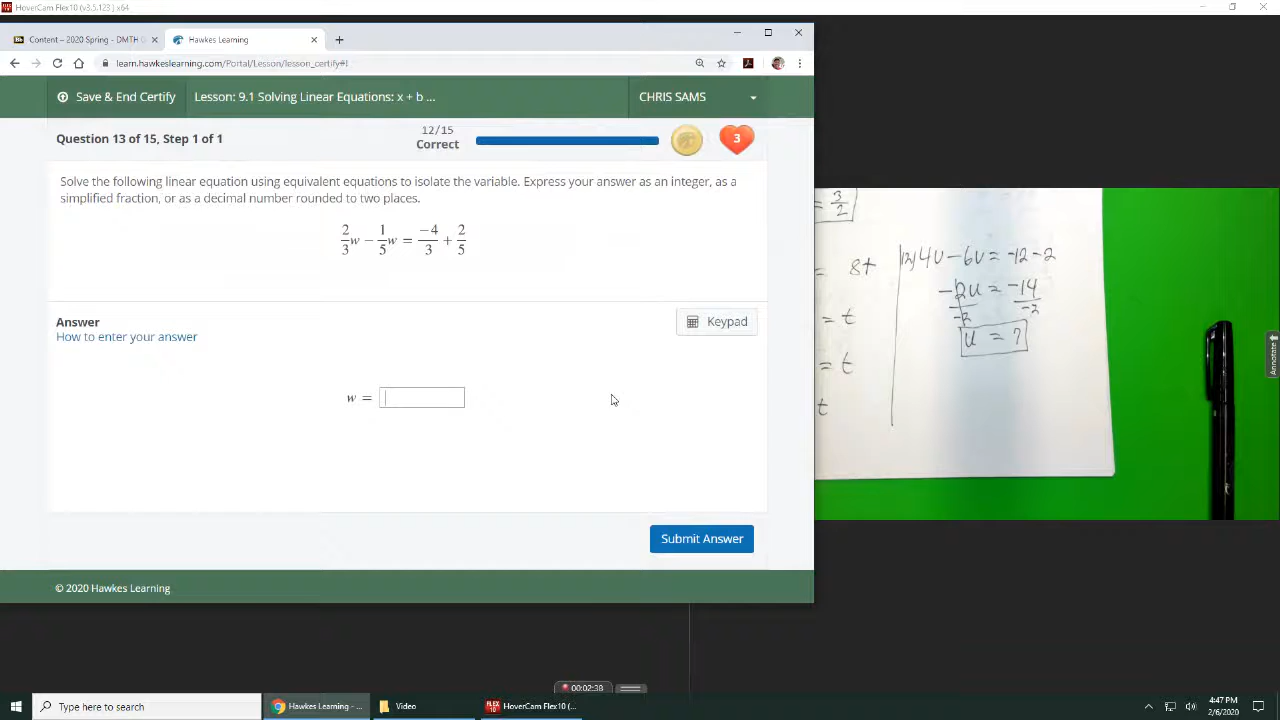 HoverCam Flex10 (v3.5.123) x64
Content – 2020 Spring - DMTH
Hawkes Learning
learn.hawkeslearning.com/Portal/Lesson/lesson_certify#!
Save & End Certify
Lesson: 9.1 Solving Linear Equations: x + b ...
CHRIS SAMS
Question 13 of 15, Step 1 of 1
12/15
Correct
3
Solve the following linear equation using equivalent equations to isolate the variable. Express your answer as an integer, as a
simplified fraction, or as a decimal number rounded to two places.
2/3 w − 1/5 w = −4/3 + 2/5
Answer
How to enter your answer
Keypad
w =
Submit Answer
© 2020 Hawkes Learning
= 3/2
= 8t
= t
= t
t
12) 4u − 6u = −12 − 2
−2u = −14
−2 −2
u = 7
Annotate
00:02:38
Type here to search
Hawkes Learning - ...
Video
HoverCam Flex10 (...
4:47 PM
2/6/2020